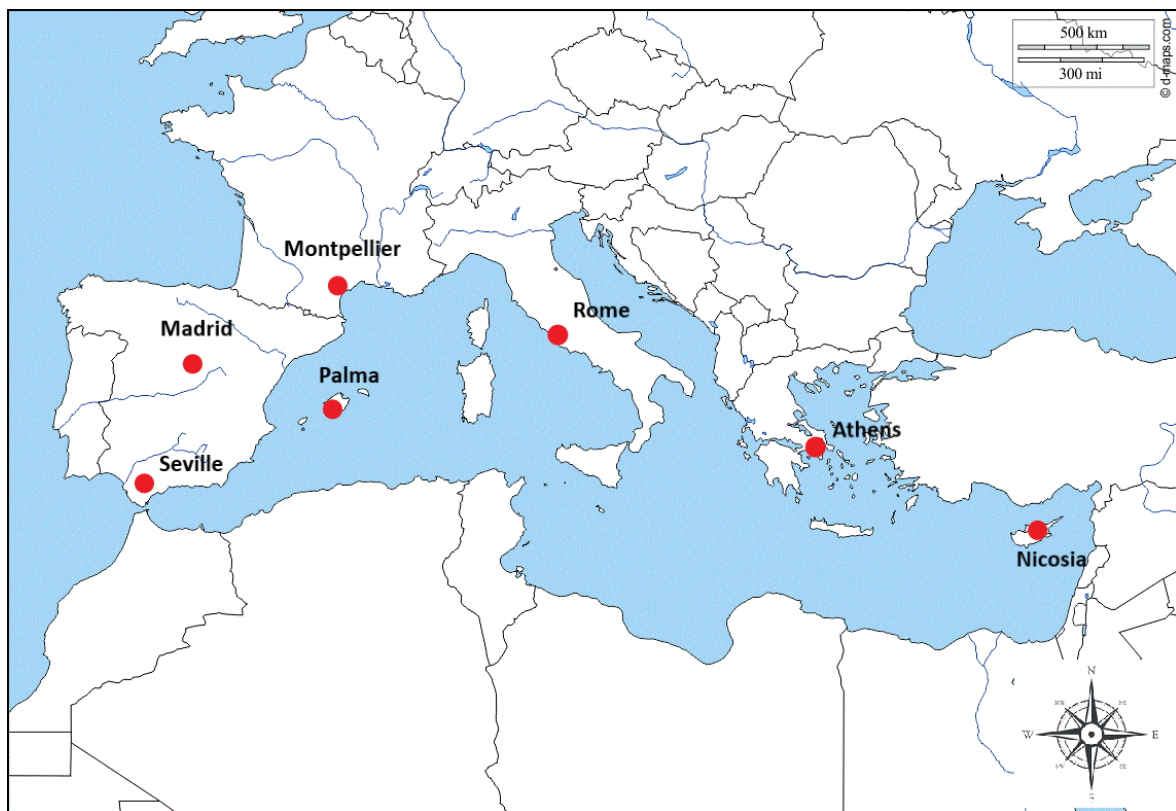 500 km
300 mi
© d-maps.com
Montpellier
Rome
Madrid
Palma
Athens
Seville
Nicosia
N
W
E